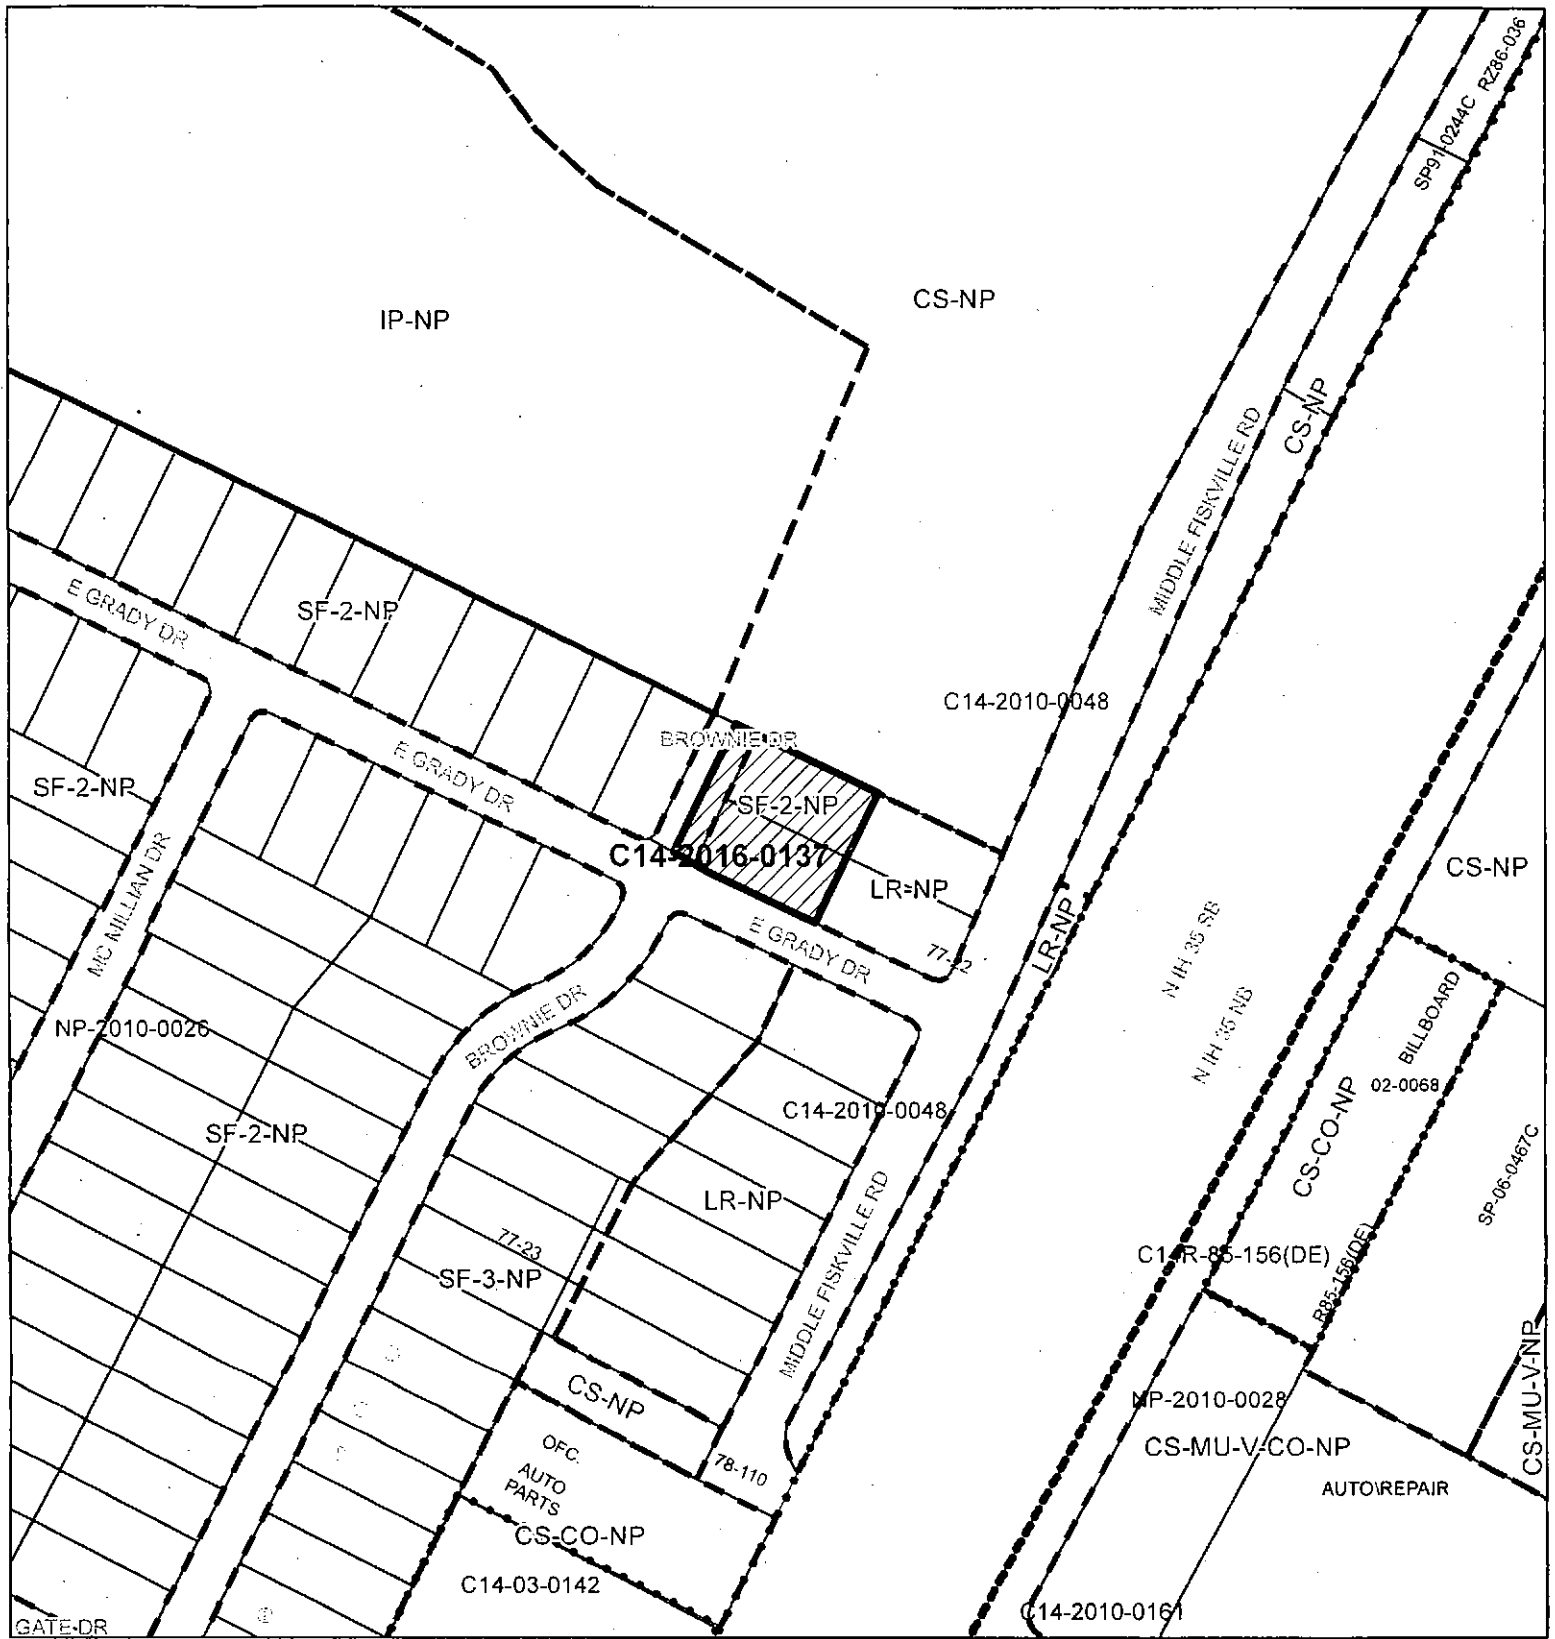 SP91-0244C RZ86-036
CS-NP
IP-NP
CS-NP
MIDDLE FISKVILLE RD
E GRADY DR
SF-2-NP
C14-2010-0048
BROWNIE DR
E GRADY DR
SF-2-NP
SF-2-NP
C14-2016-0137
LR-NP
CS-NP
MC MILLIAN DR
E GRADY DR
77-22
LR-NP
N IH 35 SB
N IH 35 NB
BILLBOARD
02-0068
NP-2010-0026
BROWNIE DR
C14-2010-0048
CS-CO-NP
SF-2-NP
SP-06-0467C
LR-NP
77-23
SF-3-NP
MIDDLE FISKVILLE RD
C14R-85-156(DE)
R85-156(DE)
CS-NP
NP-2010-0028
CS-MU-V-CO-NP
CS-MU-V-NP
OFC.
AUTO
PARTS
78-110
AUTO REPAIR
CS-CO-NP
C14-03-0142
C14-2010-0161
GATE DR